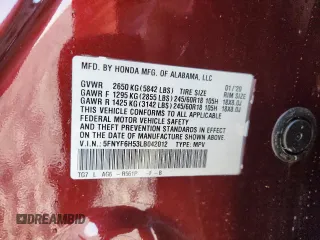 MFD. BY HONDA MFG. OF ALABAMA, LLC
01/20
GVWR 2650 KG (5842 LBS) TIRE SIZE RIM SIZE
GAWR F 1295 KG (2855 LBS) 245/60R18 105H 18X8.0J
GAWR R 1425 KG (3142 LBS) 245/60R18 105H 18X8.0J
THIS VEHICLE CONFORMS TO ALL APPLICABLE
FEDERAL MOTOR VEHICLE SAFETY AND
THEFT PREVENTION STANDARDS IN EFFECT ON
THE DATE OF MANUFACTURE SHOWN ABOVE.
V.I.N.: 5FNYF6H53LB042012 TYPE: MPV
TG7 L
DREAMBID